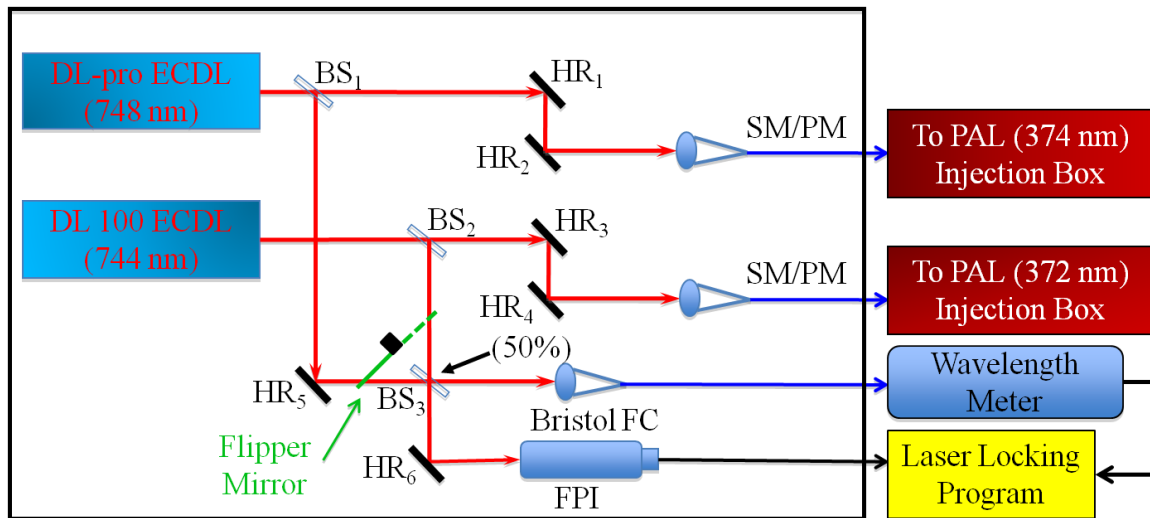 DL-pro ECDL
(748 nm)
BS1
HR1
HR2
SM/PM
To PAL (374 nm)
Injection Box
DL 100 ECDL
(744 nm)
BS2
HR3
HR4
SM/PM
To PAL (372 nm)
Injection Box
(50%)
HR5
BS3
Bristol FC
Wavelength
Meter
Flipper
Mirror
HR6
FPI
Laser Locking
Program